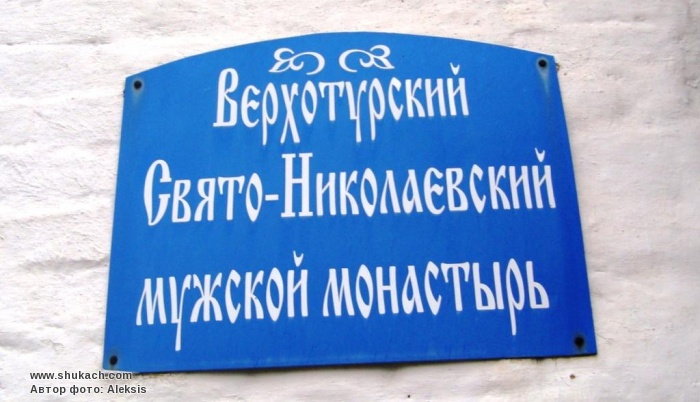 Верхотурский
Свято-Николаевский
мужской монастырь
www.shukach.com
Автор фото: Aleksis